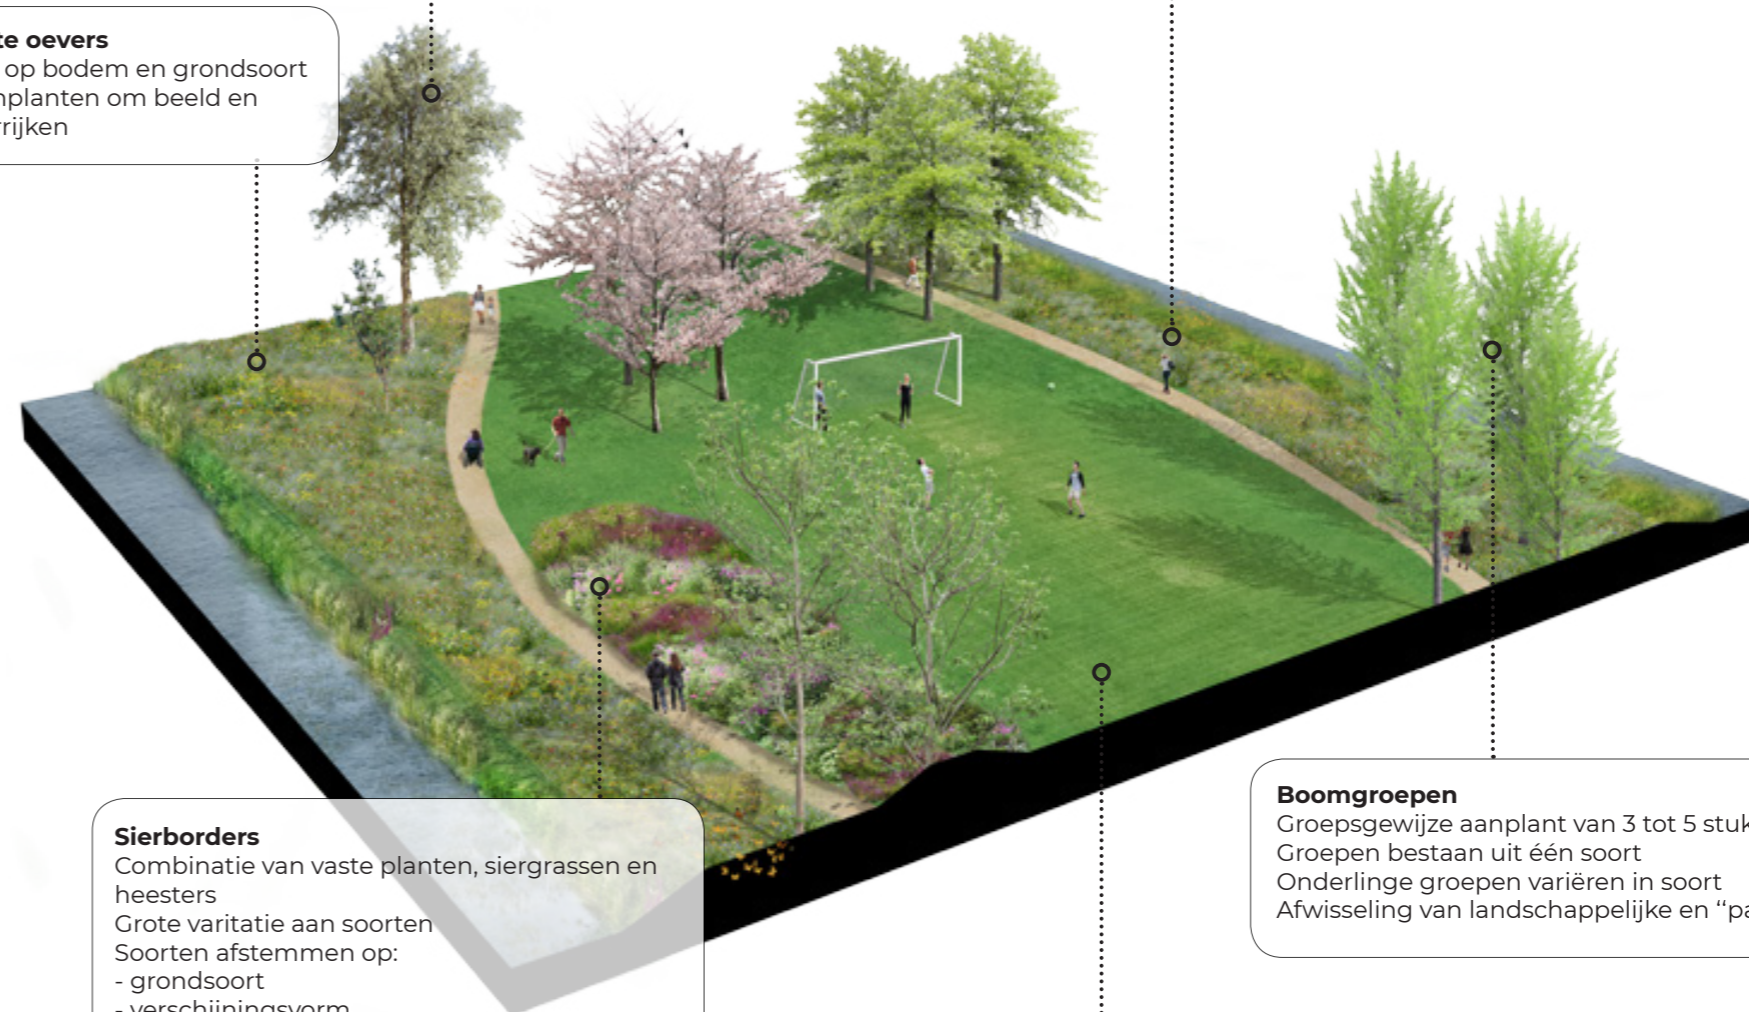 te oevers
op bodem en grondsoort
nplanten om beeld en
rijken
Sierborders
Combinatie van vaste planten, siergrassen en
heesters
Grote varitatie aan soorten
Soorten afstemmen op:
- grondsoort
- verschijningsvorm
Boomgroepen
Groepsgewijze aanplant van 3 tot 5 stuk
Groepen bestaan uit één soort
Onderlinge groepen variëren in soort
Afwisseling van landschappelijke en “pa